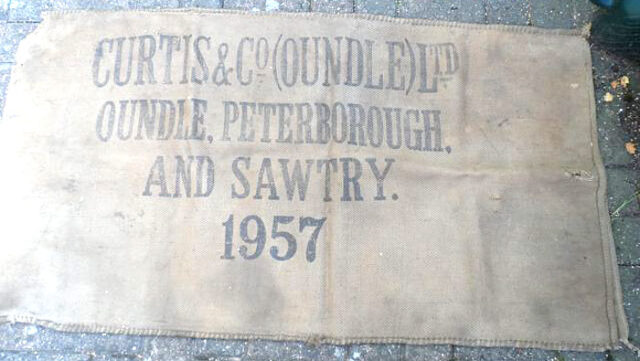 CURTIS & Co (OUNDLE) LTD
OUNDLE, PETERBOROUGH,
AND SAWTRY.
1957